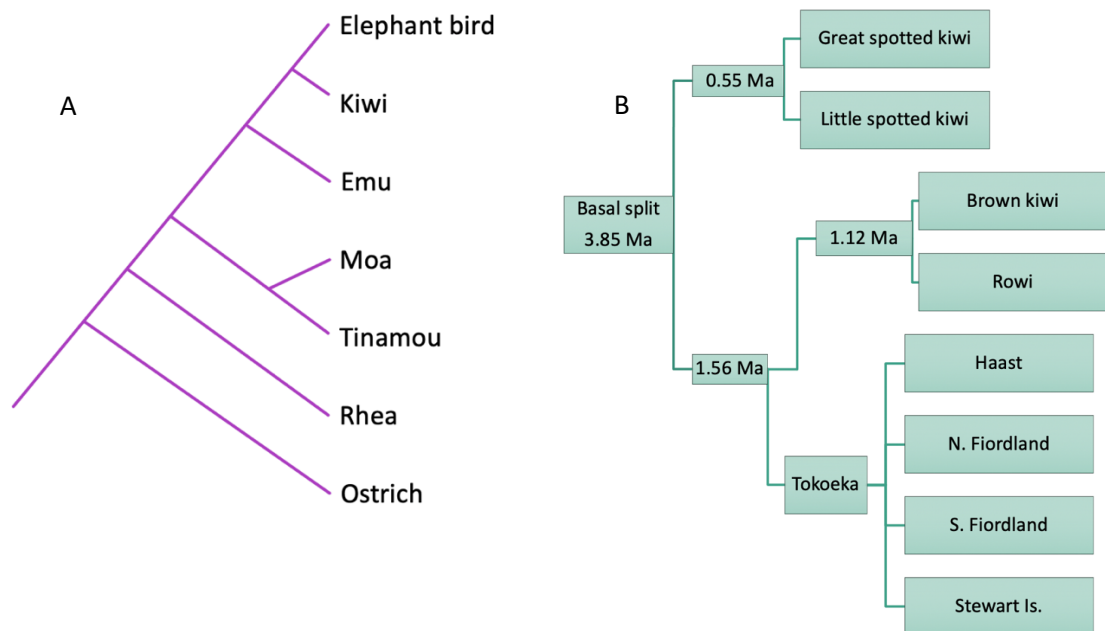 A
Elephant bird
Kiwi
Emu
Moa
Tinamou
Rhea
Ostrich
B
Basal split
3.85 Ma
0.55 Ma
Great spotted kiwi
Little spotted kiwi
1.56 Ma
1.12 Ma
Brown kiwi
Rowi
Tokoeka
Haast
N. Fiordland
S. Fiordland
Stewart Is.